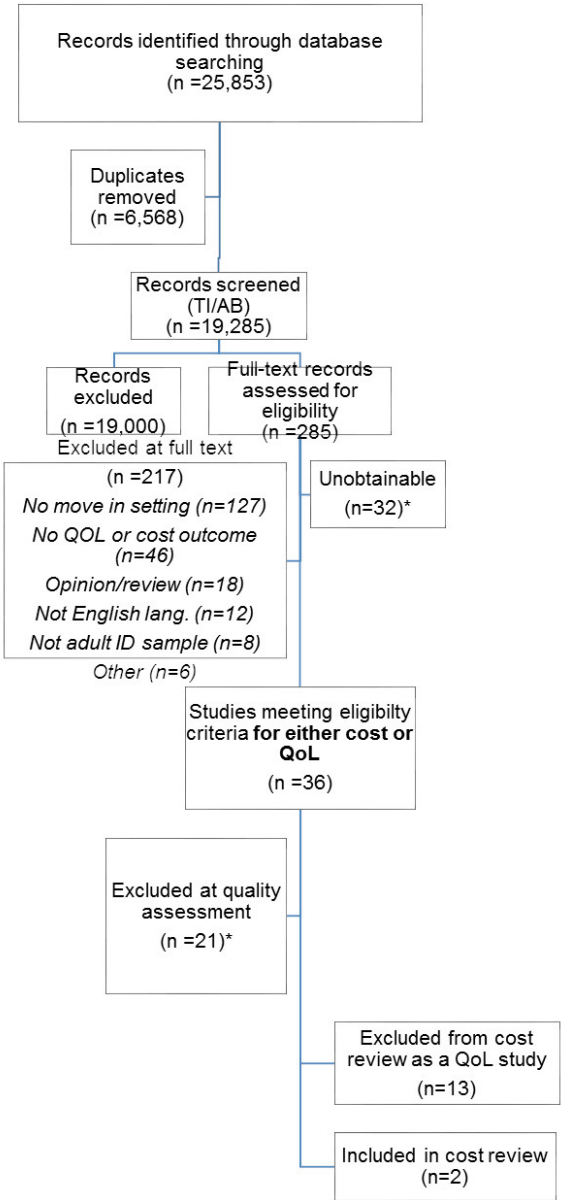 Records identified through database
searching
(n =25,853)
Duplicates
removed
(n =6,568)
Records screened
(TI/AB)
(n =19,285)
Records
excluded
(n =19,000)
Full-text records
assessed for
eligibility
(n =285)
Excluded at full text
(n =217)
No move in setting (n=127)
No QOL or cost outcome
(n=46)
Opinion/review (n=18)
Not English lang. (n=12)
Not adult ID sample (n=8)
Other (n=6)
Unobtainable
(n=32)*
Studies meeting eligibilty
criteria for either cost or
QoL
(n =36)
Excluded at quality
assessment
(n =21)*
Excluded from cost
review as a QoL study
(n=13)
Included in cost review
(n=2)